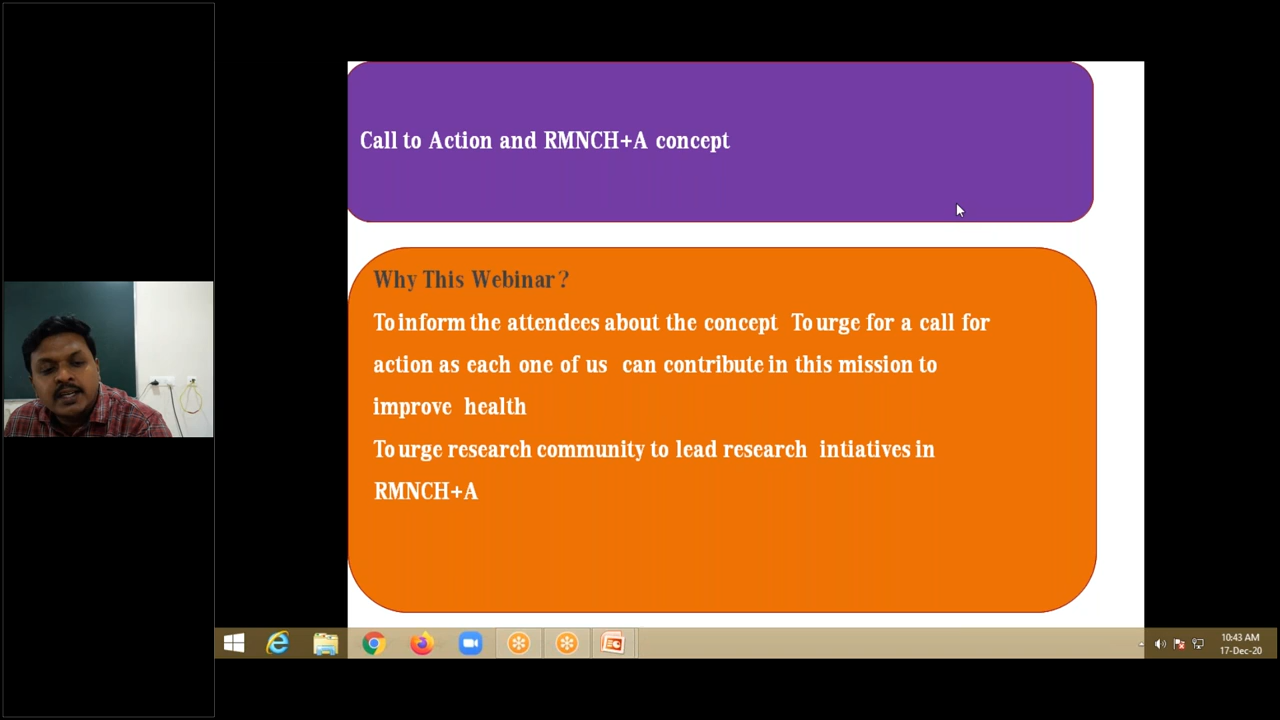 Call to Action and RMNCH+A concept
Why This Webinar?
To inform the attendees about the concept To urge for a call for
action as each one of us can contribute in this mission to
improve health
To urge research community to lead research intiatives in
RMNCH+A
10:43 AM
17-Dec-20